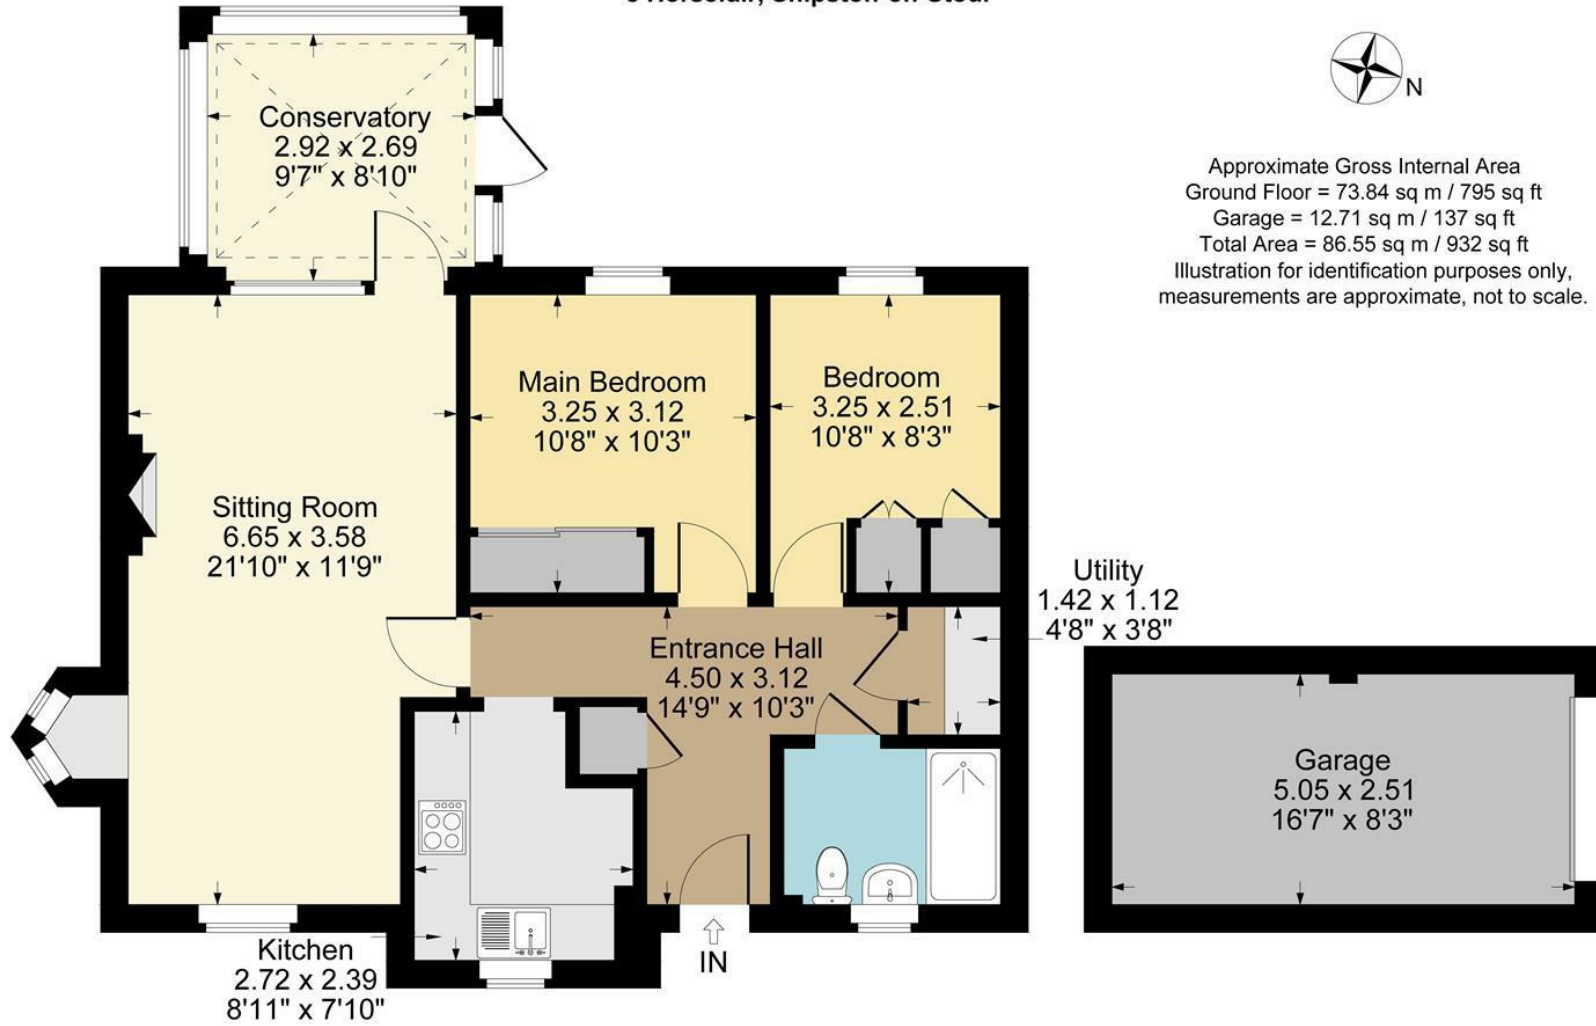 N
Approximate Gross Internal Area
Ground Floor = 73.84 sq m / 795 sq ft
Garage = 12.71 sq m / 137 sq ft
Total Area = 86.55 sq m / 932 sq ft
Illustration for identification purposes only,
measurements are approximate, not to scale.
Conservatory
2.92 x 2.69
9'7" x 8'10"
Main Bedroom
3.25 x 3.12
10'8" x 10'3"
Bedroom
3.25 x 2.51
10'8" x 8'3"
Sitting Room
6.65 x 3.58
21'10" x 11'9"
Utility
1.42 x 1.12
4'8" x 3'8"
Entrance Hall
4.50 x 3.12
14'9" x 10'3"
Garage
5.05 x 2.51
16'7" x 8'3"
Kitchen
2.72 x 2.39
8'11" x 7'10"
IN